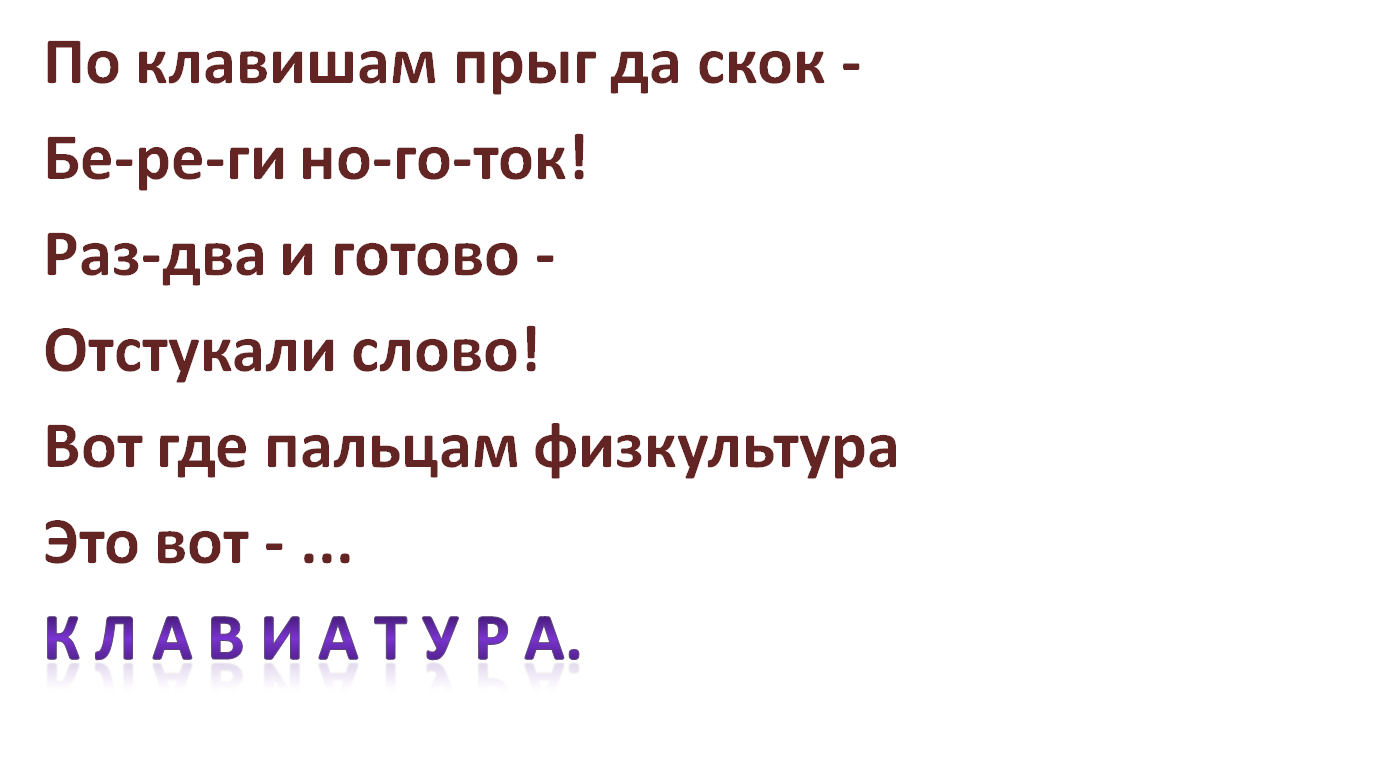 По клавишам прыг да скок -
Бе-ре-ги но-го-ток!
Раз-два и готово -
Отстукали слово!
Вот где пальцам физкультура
Это вот - ...
К Л А В И А Т У Р А.